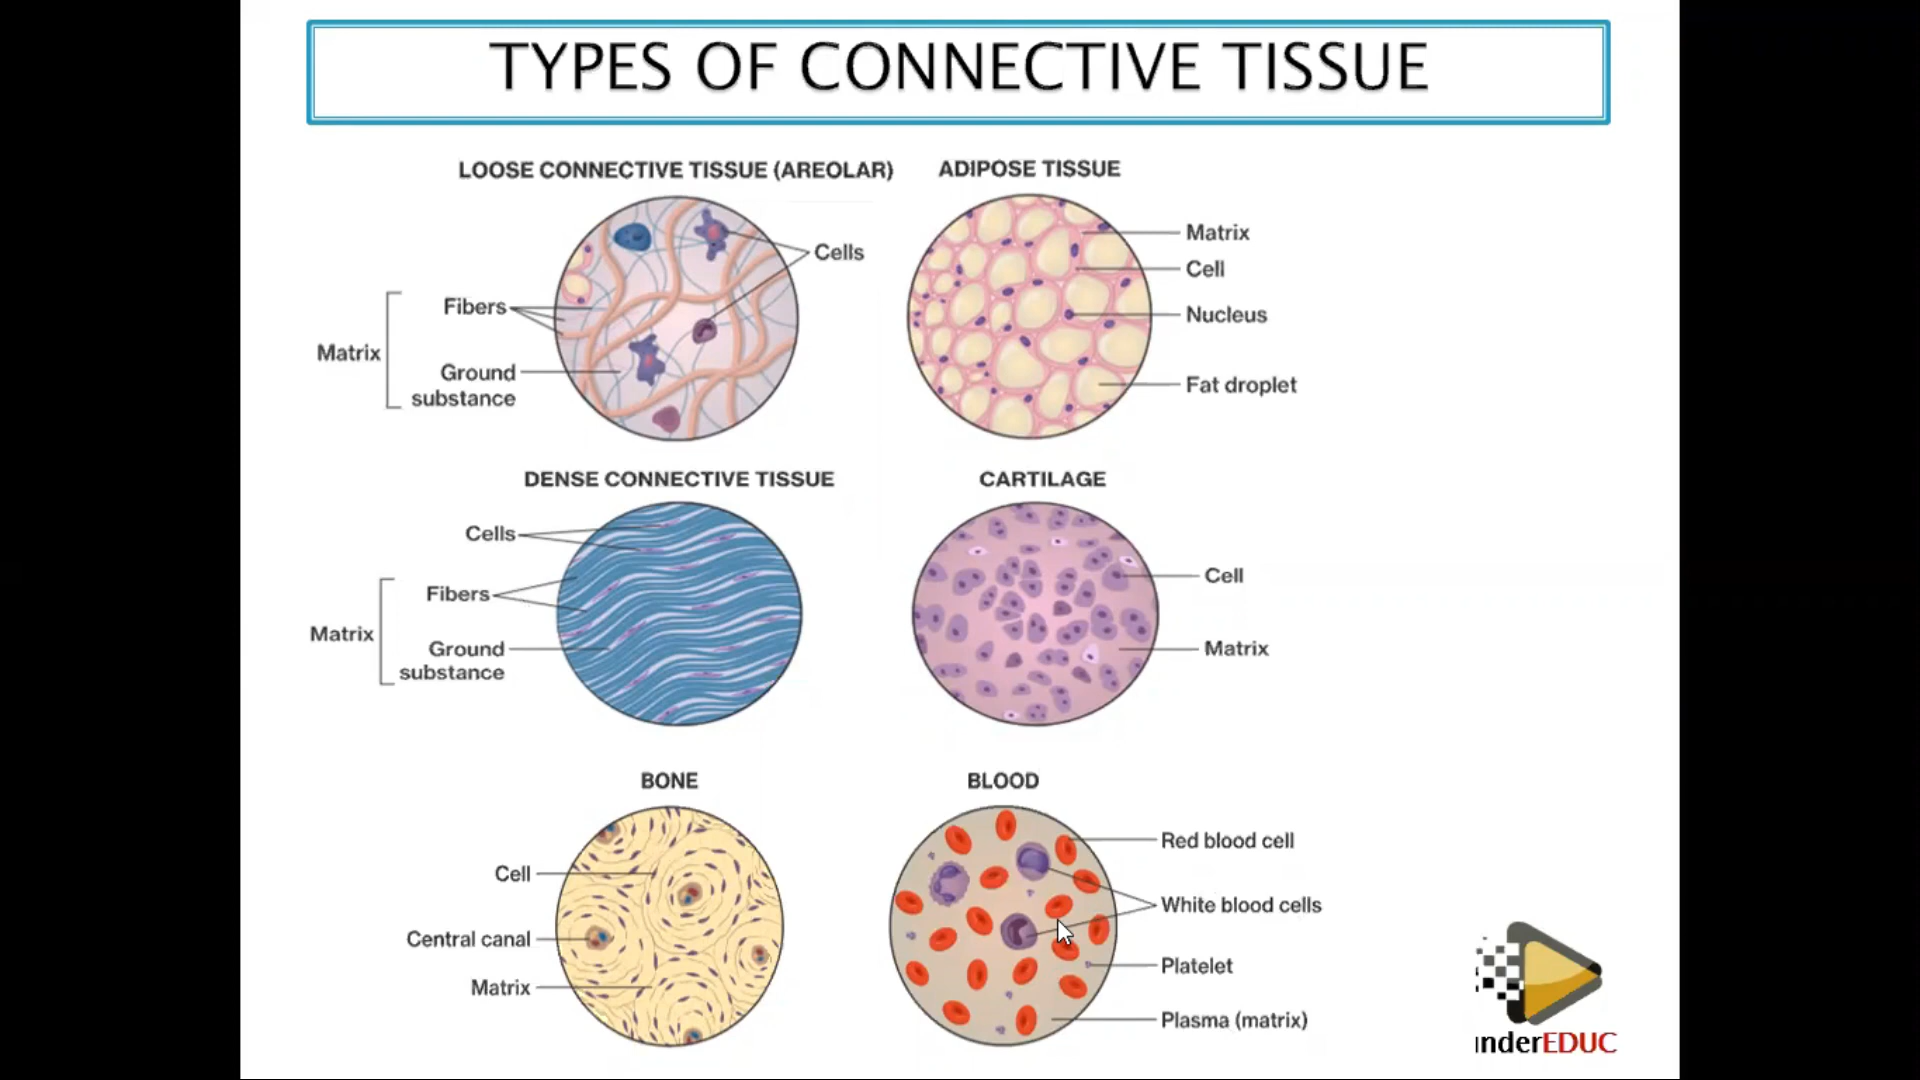 TYPES OF CONNECTIVE TISSUE
LOOSE CONNECTIVE TISSUE (AREOLAR)
Cells
Fibers
Matrix
Ground
substance
ADIPOSE TISSUE
Matrix
Cell
Nucleus
Fat droplet
DENSE CONNECTIVE TISSUE
Cells
Fibers
Matrix
Ground
substance
CARTILAGE
Cell
Matrix
BONE
Cell
Central canal
Matrix
BLOOD
Red blood cell
White blood cells
Platelet
Plasma (matrix)
nderEDUC